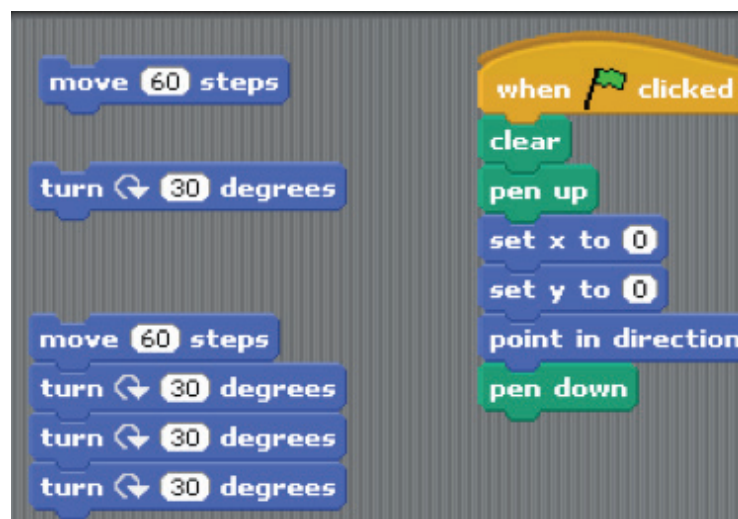 move 60 steps
turn 30 degrees
move 60 steps
turn 30 degrees
turn 30 degrees
turn 30 degrees
when clicked
clear
pen up
set x to 0
set y to 0
point in direction
pen down